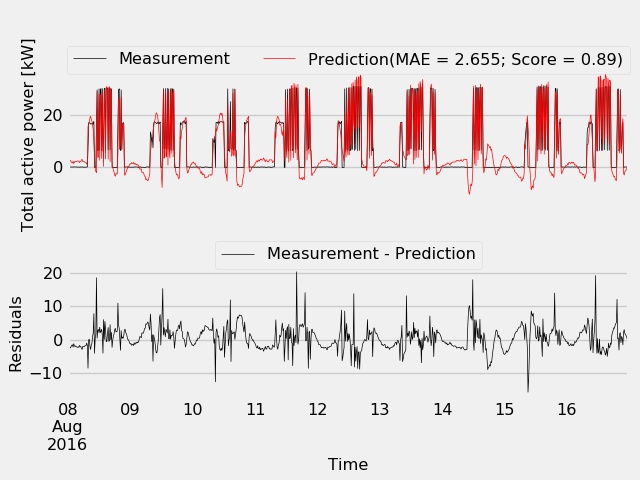 Measurement
Prediction(MAE = 2.655; Score = 0.89)
Total active power [kW]
20
0
Measurement - Prediction
Residuals
20
10
0
−10
08 09 10 11 12 13 14 15 16
Aug
2016
Time